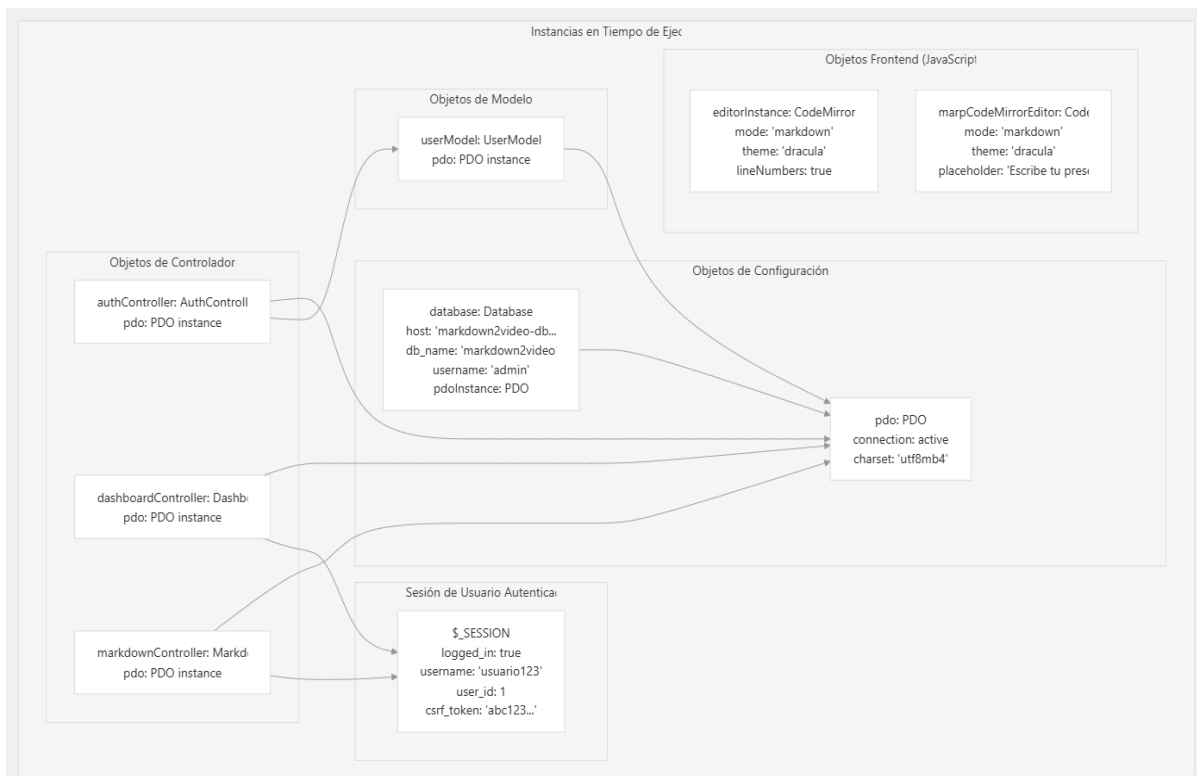 Instancias en Tiempo de Ejec
Objetos Frontend (JavaScript
editorInstance: CodeMirror
mode: 'markdown'
theme: 'dracula'
lineNumbers: true
marpCodeMirrorEditor: Code
mode: 'markdown'
theme: 'dracula'
placeholder: 'Escribe tu prese
Objetos de Modelo
userModel: UserModel
pdo: PDO instance
Objetos de Controlador
authController: AuthControll
pdo: PDO instance
dashboardController: Dashb
pdo: PDO instance
markdownController: Markd
pdo: PDO instance
Objetos de Configuración
database: Database
host: 'markdown2video-db...
db_name: 'markdown2video'
username: 'admin'
pdoInstance: PDO
pdo: PDO
connection: active
charset: 'utf8mb4'
Sesión de Usuario Autentica
$_SESSION
logged_in: true
username: 'usuario123'
user_id: 1
csrf_token: 'abc123...'